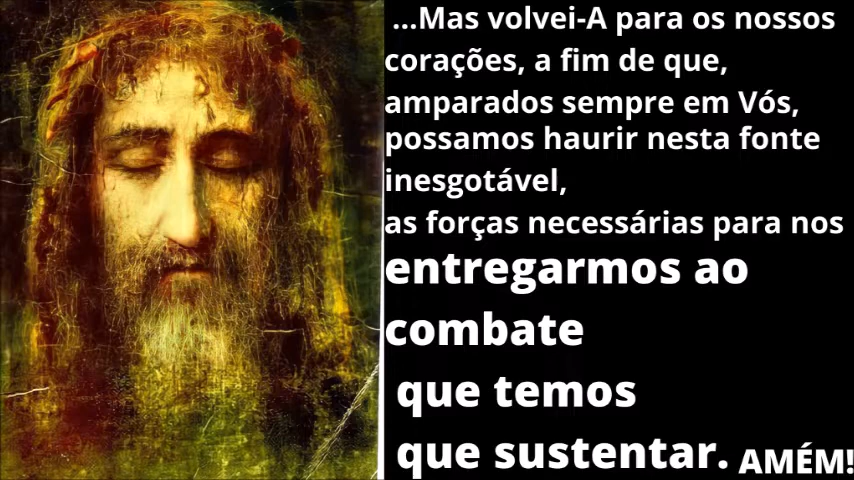 ...Mas volvei-A para os nossos
corações, a fim de que,
amparados sempre em Vós,
possamos haurir nesta fonte
inesgotável,
as forças necessárias para nos
entregarmos ao
combate
que temos
que sustentar. AMÉM!